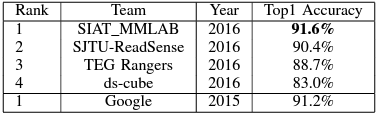 Rank Team Year Top1 Accuracy
1 SIAT_MMLAB 2016 91.6%
2 SJTU-ReadSense 2016 90.4%
3 TEG Rangers 2016 88.7%
4 ds-cube 2016 83.0%
1 Google 2015 91.2%